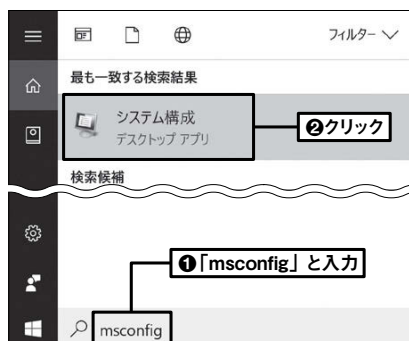 フィルター
最も一致する検索結果
システム構成
デスクトップ アプリ
❷クリック
検索候補
❶「msconfig」と入力
msconfig